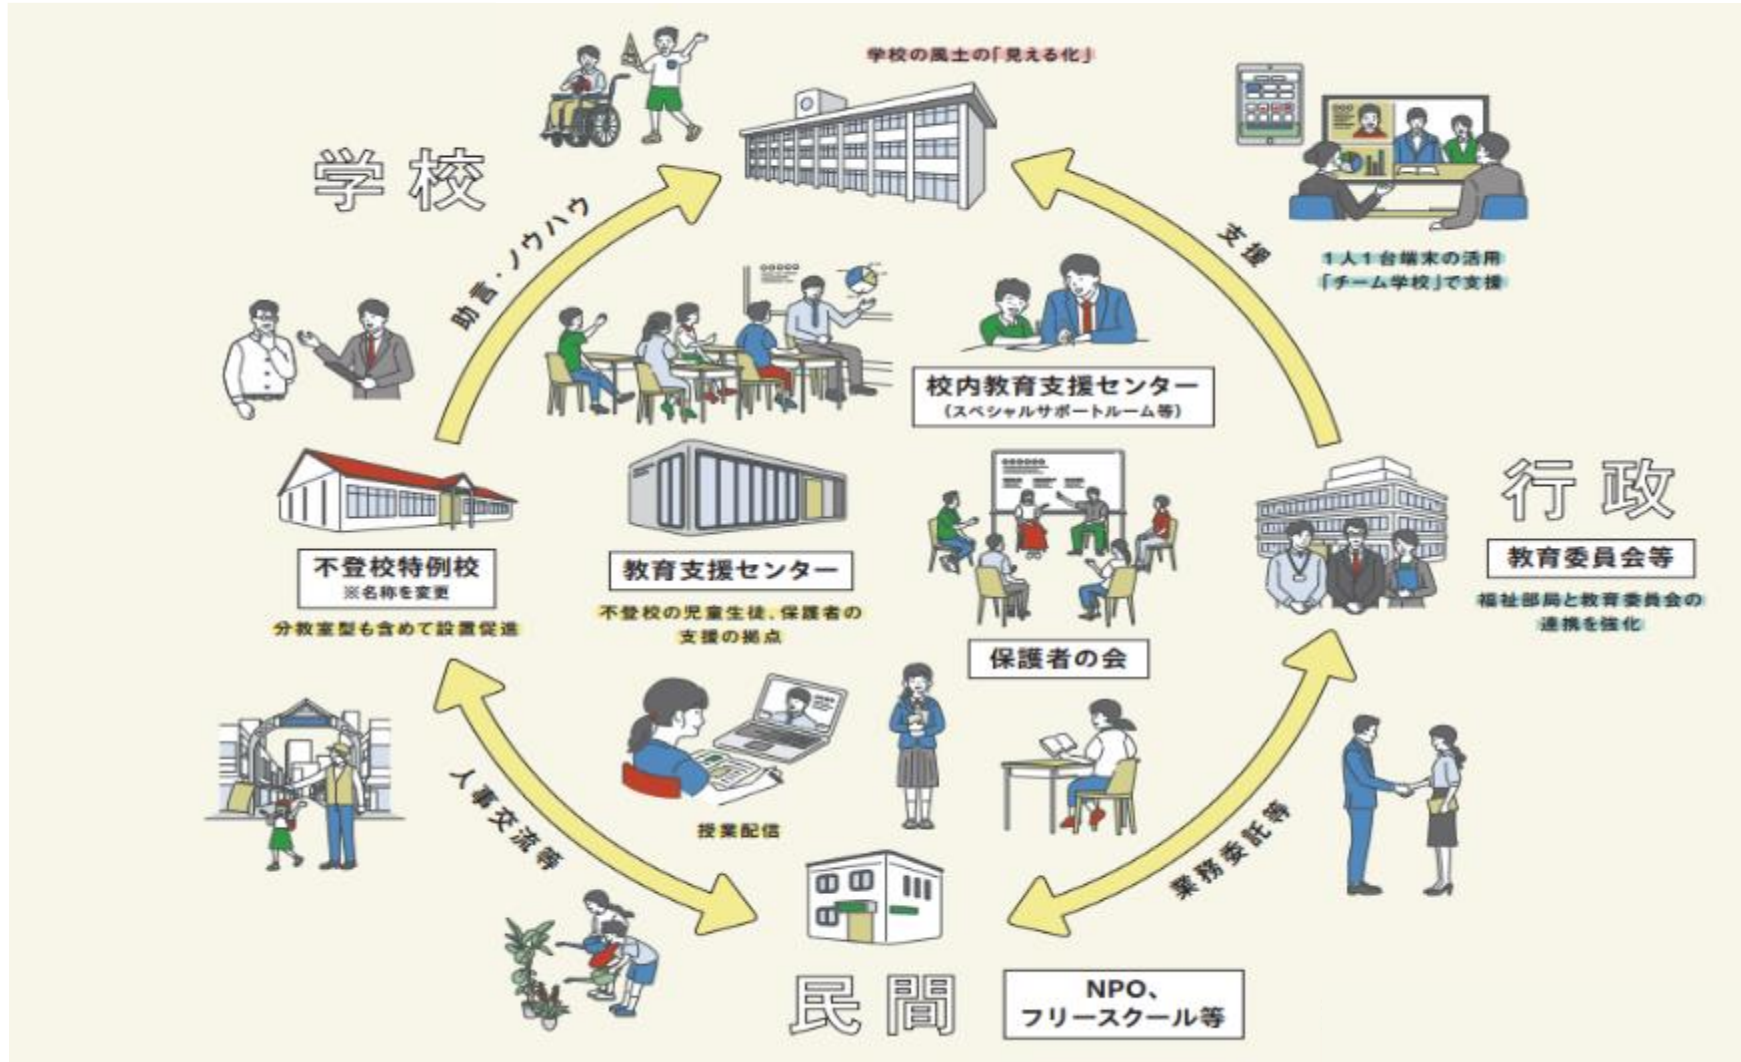 学校の風土の「見える化」
学校
助言・ノウハウ
支援
1人1台端末の活用
「チーム学校」で支援
校内教育支援センター
（スペシャルサポートルーム等）
行政
教育委員会等
福祉部局と教育委員会の
連携を強化
不登校特例校
※名称を変更
分教室型も含めて設置促進
教育支援センター
不登校の児童生徒、保護者の
支援の拠点
保護者の会
授業配信
人事交流等
業務委託等
民間
NPO、
フリースクール等